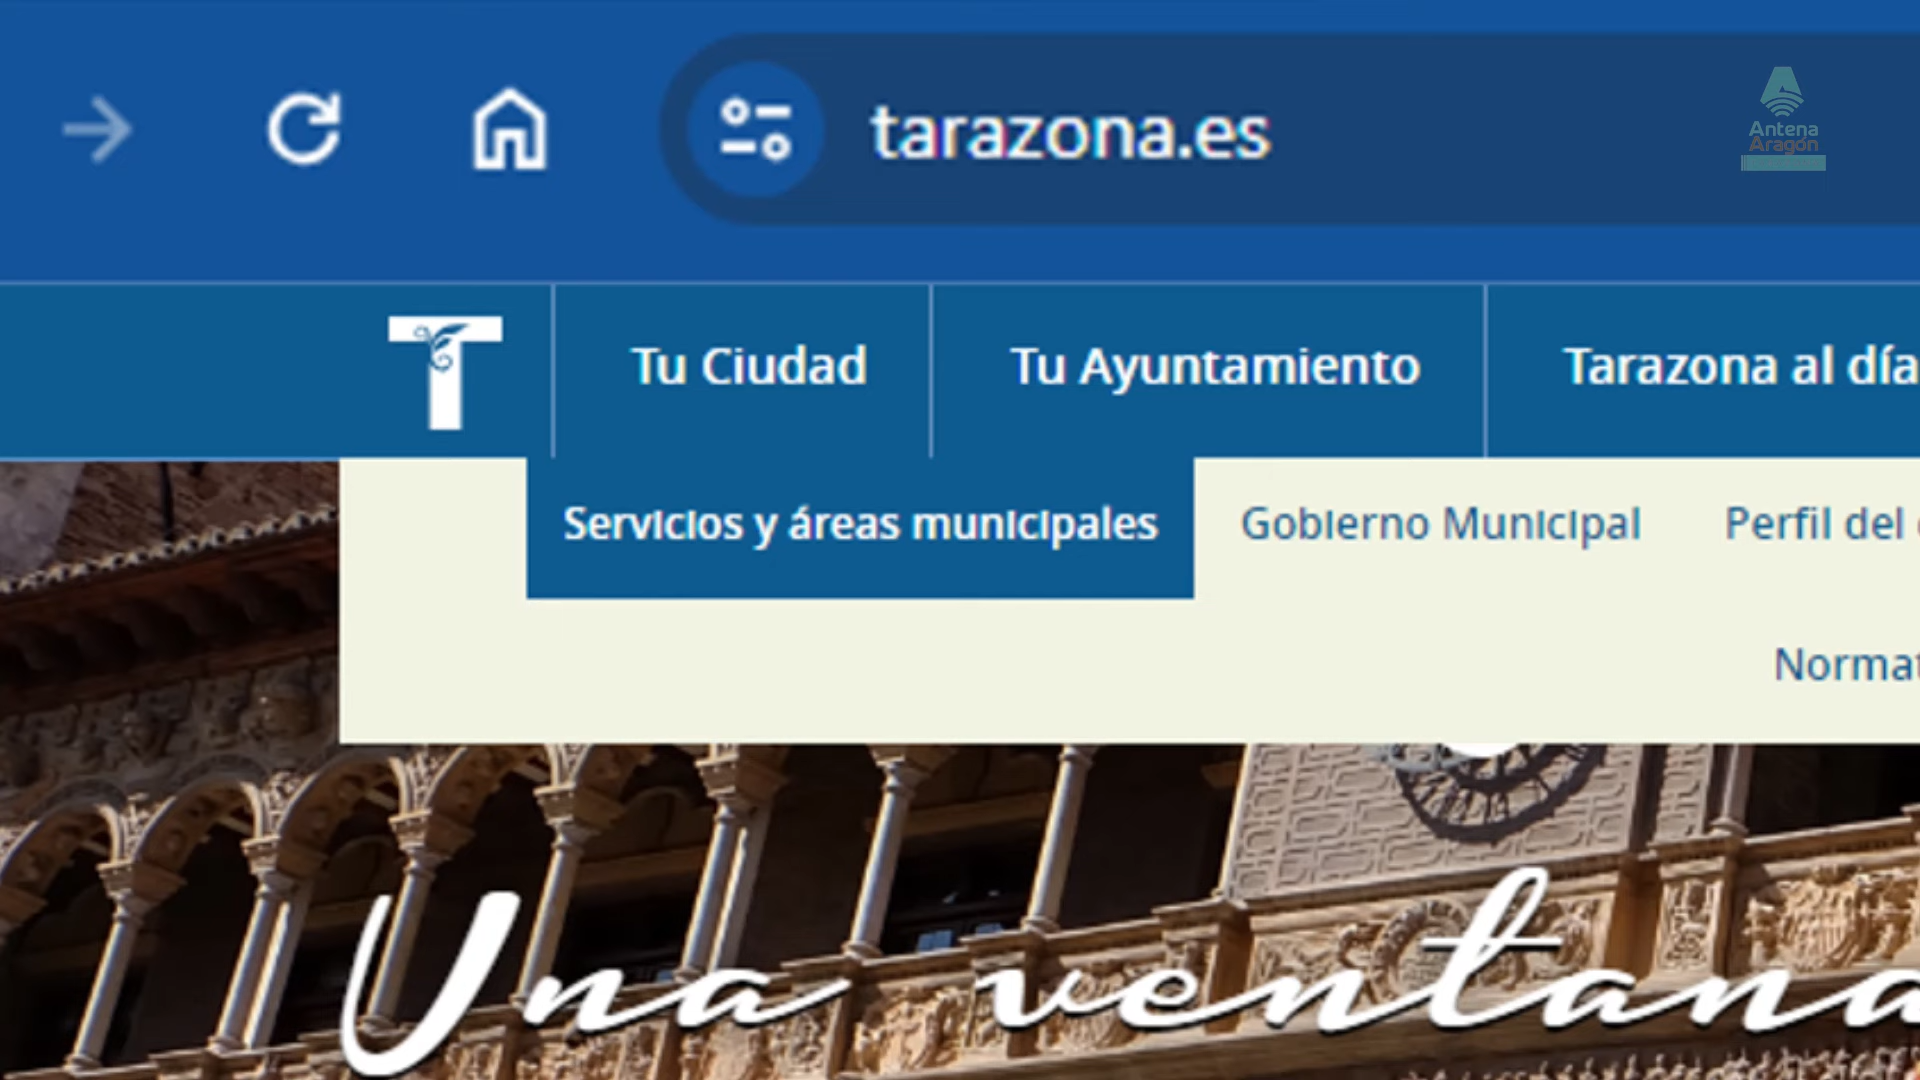 tarazona.es
Antena
Aragón
Tu Ciudad
Tu Ayuntamiento
Tarazona al día
Servicios y áreas municipales
Gobierno Municipal
Perfil del
Una ventana